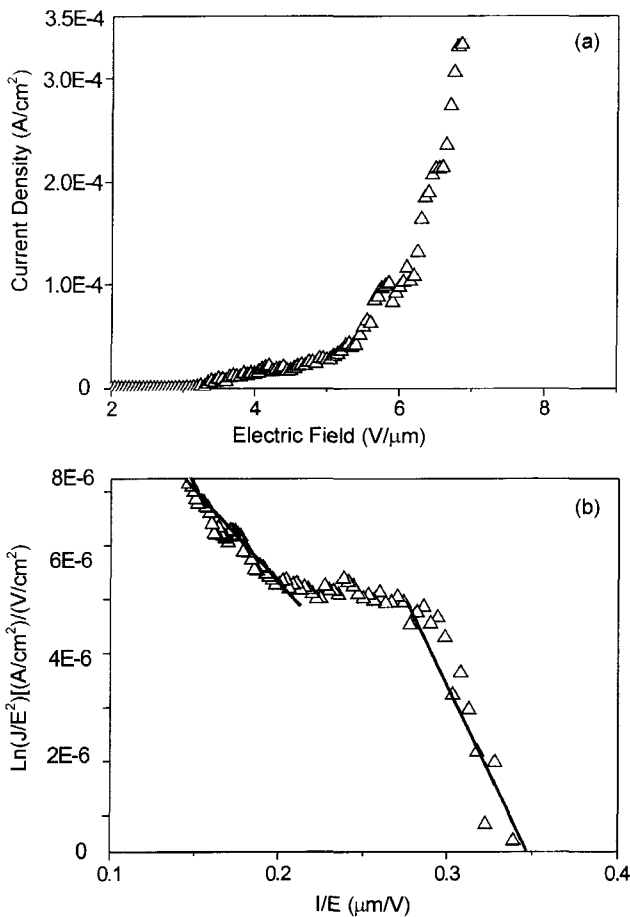 3.5E-4
(a)
3.0E-4
2.0E-4
1.0E-4
0
Current Density (A/cm²)
2
4
6
8
Electric Field (V/μm)
8E-6
(b)
6E-6
4E-6
2E-6
0
Ln(J/E²)[(A/cm²)/(V/cm²)
0.1
0.2
0.3
0.4
I/E (μm/V)